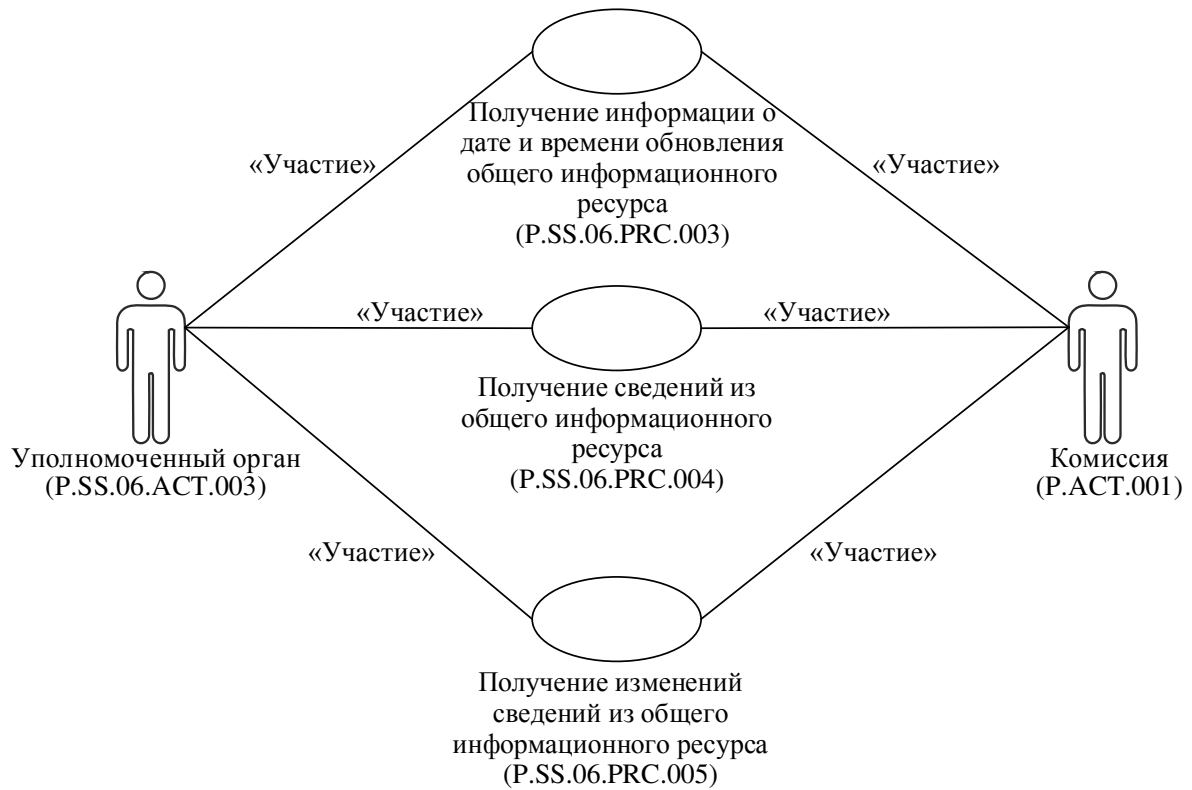 Получение информации о
дате и времени обновления
общего информационного
ресурса
(P.SS.06.PRC.003)
«Участие»
«Участие»
«Участие»
«Участие»
Получение сведений из
общего информационного
ресурса
(P.SS.06.PRC.004)
Уполномоченный орган
(P.SS.06.ACT.003)
Комиссия
(P.ACT.001)
«Участие»
«Участие»
Получение изменений
сведений из общего
информационного ресурса
(P.SS.06.PRC.005)